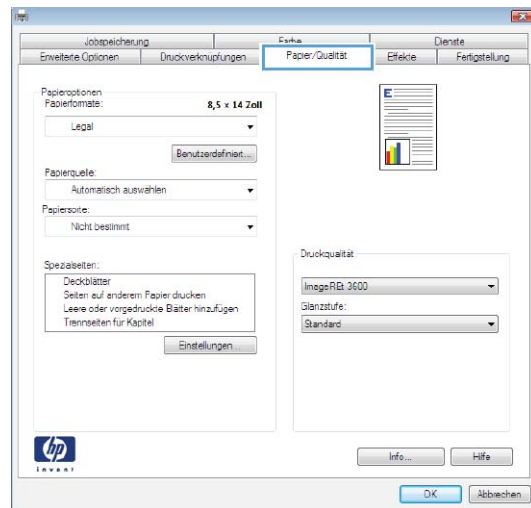 Jobspeicherung Farbe Dienste
Erweiterte Optionen Druckverknüpfungen Papier/Qualität Effekte Fertigstellung
Papieroptionen
Papierformate: 8,5 × 14 Zoll
Legal
Benutzerdefiniert...
Papierquelle:
Automatisch auswählen
Papiersorte:
Nicht bestimmt
Spezialseiten:
Deckblätter
Seiten auf anderem Papier drucken
Leere oder vorgedruckte Blätter hinzufügen
Trennseiten für Kapitel
Einstellungen...
E
Druckqualität
ImageREt 3600
Glanzstufe:
Standard
hp
invent
Info... Hilfe
OK Abbrechen